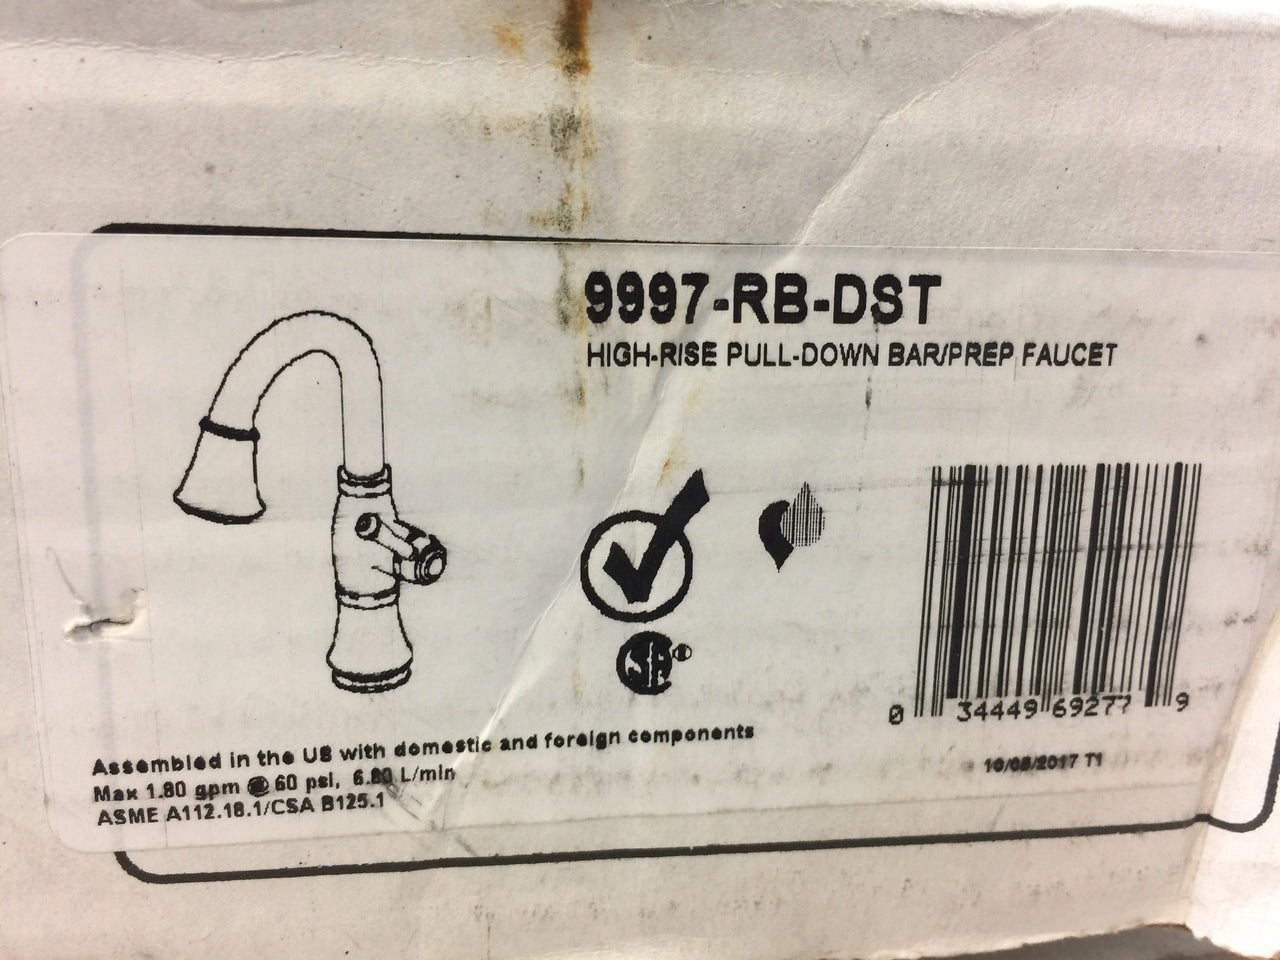 9997-RB-DST
HIGH-RISE PULL-DOWN BAR/PREP FAUCET
0 34449 69277 9
Assembled in the US with domestic and foreign components
Max 1.80 gpm @ 60 psi, 6.80 L/min
ASME A112.18.1/CSA B125.1
10/05/2017 T1